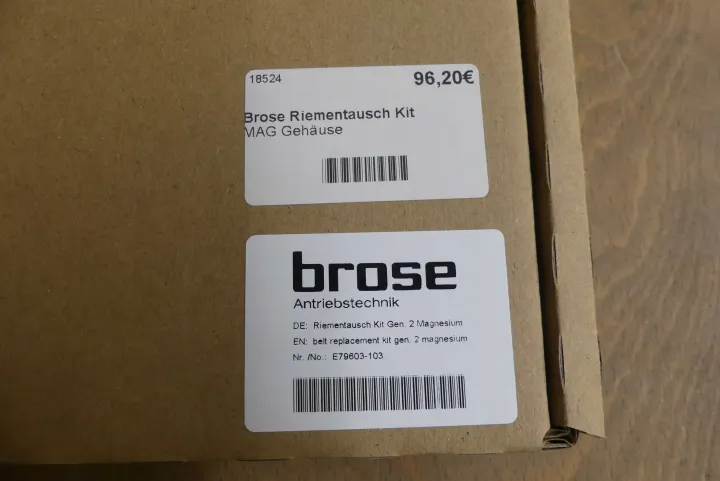 18524
96,20€
Brose Riementausch Kit
MAG Gehäuse
brose
Antriebstechnik
DE: Riementausch Kit Gen. 2 Magnesium
EN: belt replacement kit gen. 2 magnesium
Nr. /No.: E79603-103